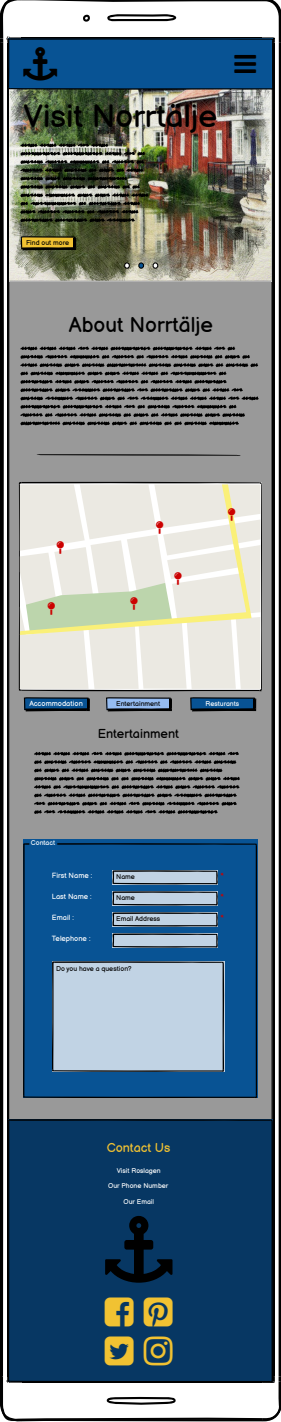 Visit Norrtälje
Find out more
About Norrtälje
Accommodation
Entertainment
Resturants
Entertainment
Contact
First Name :
Name
Last Name :
Name
Email :
Email Address
Telephone :
Do you have a question?
Contact Us
Visit Roslagen
Our Phone Number
Our Email